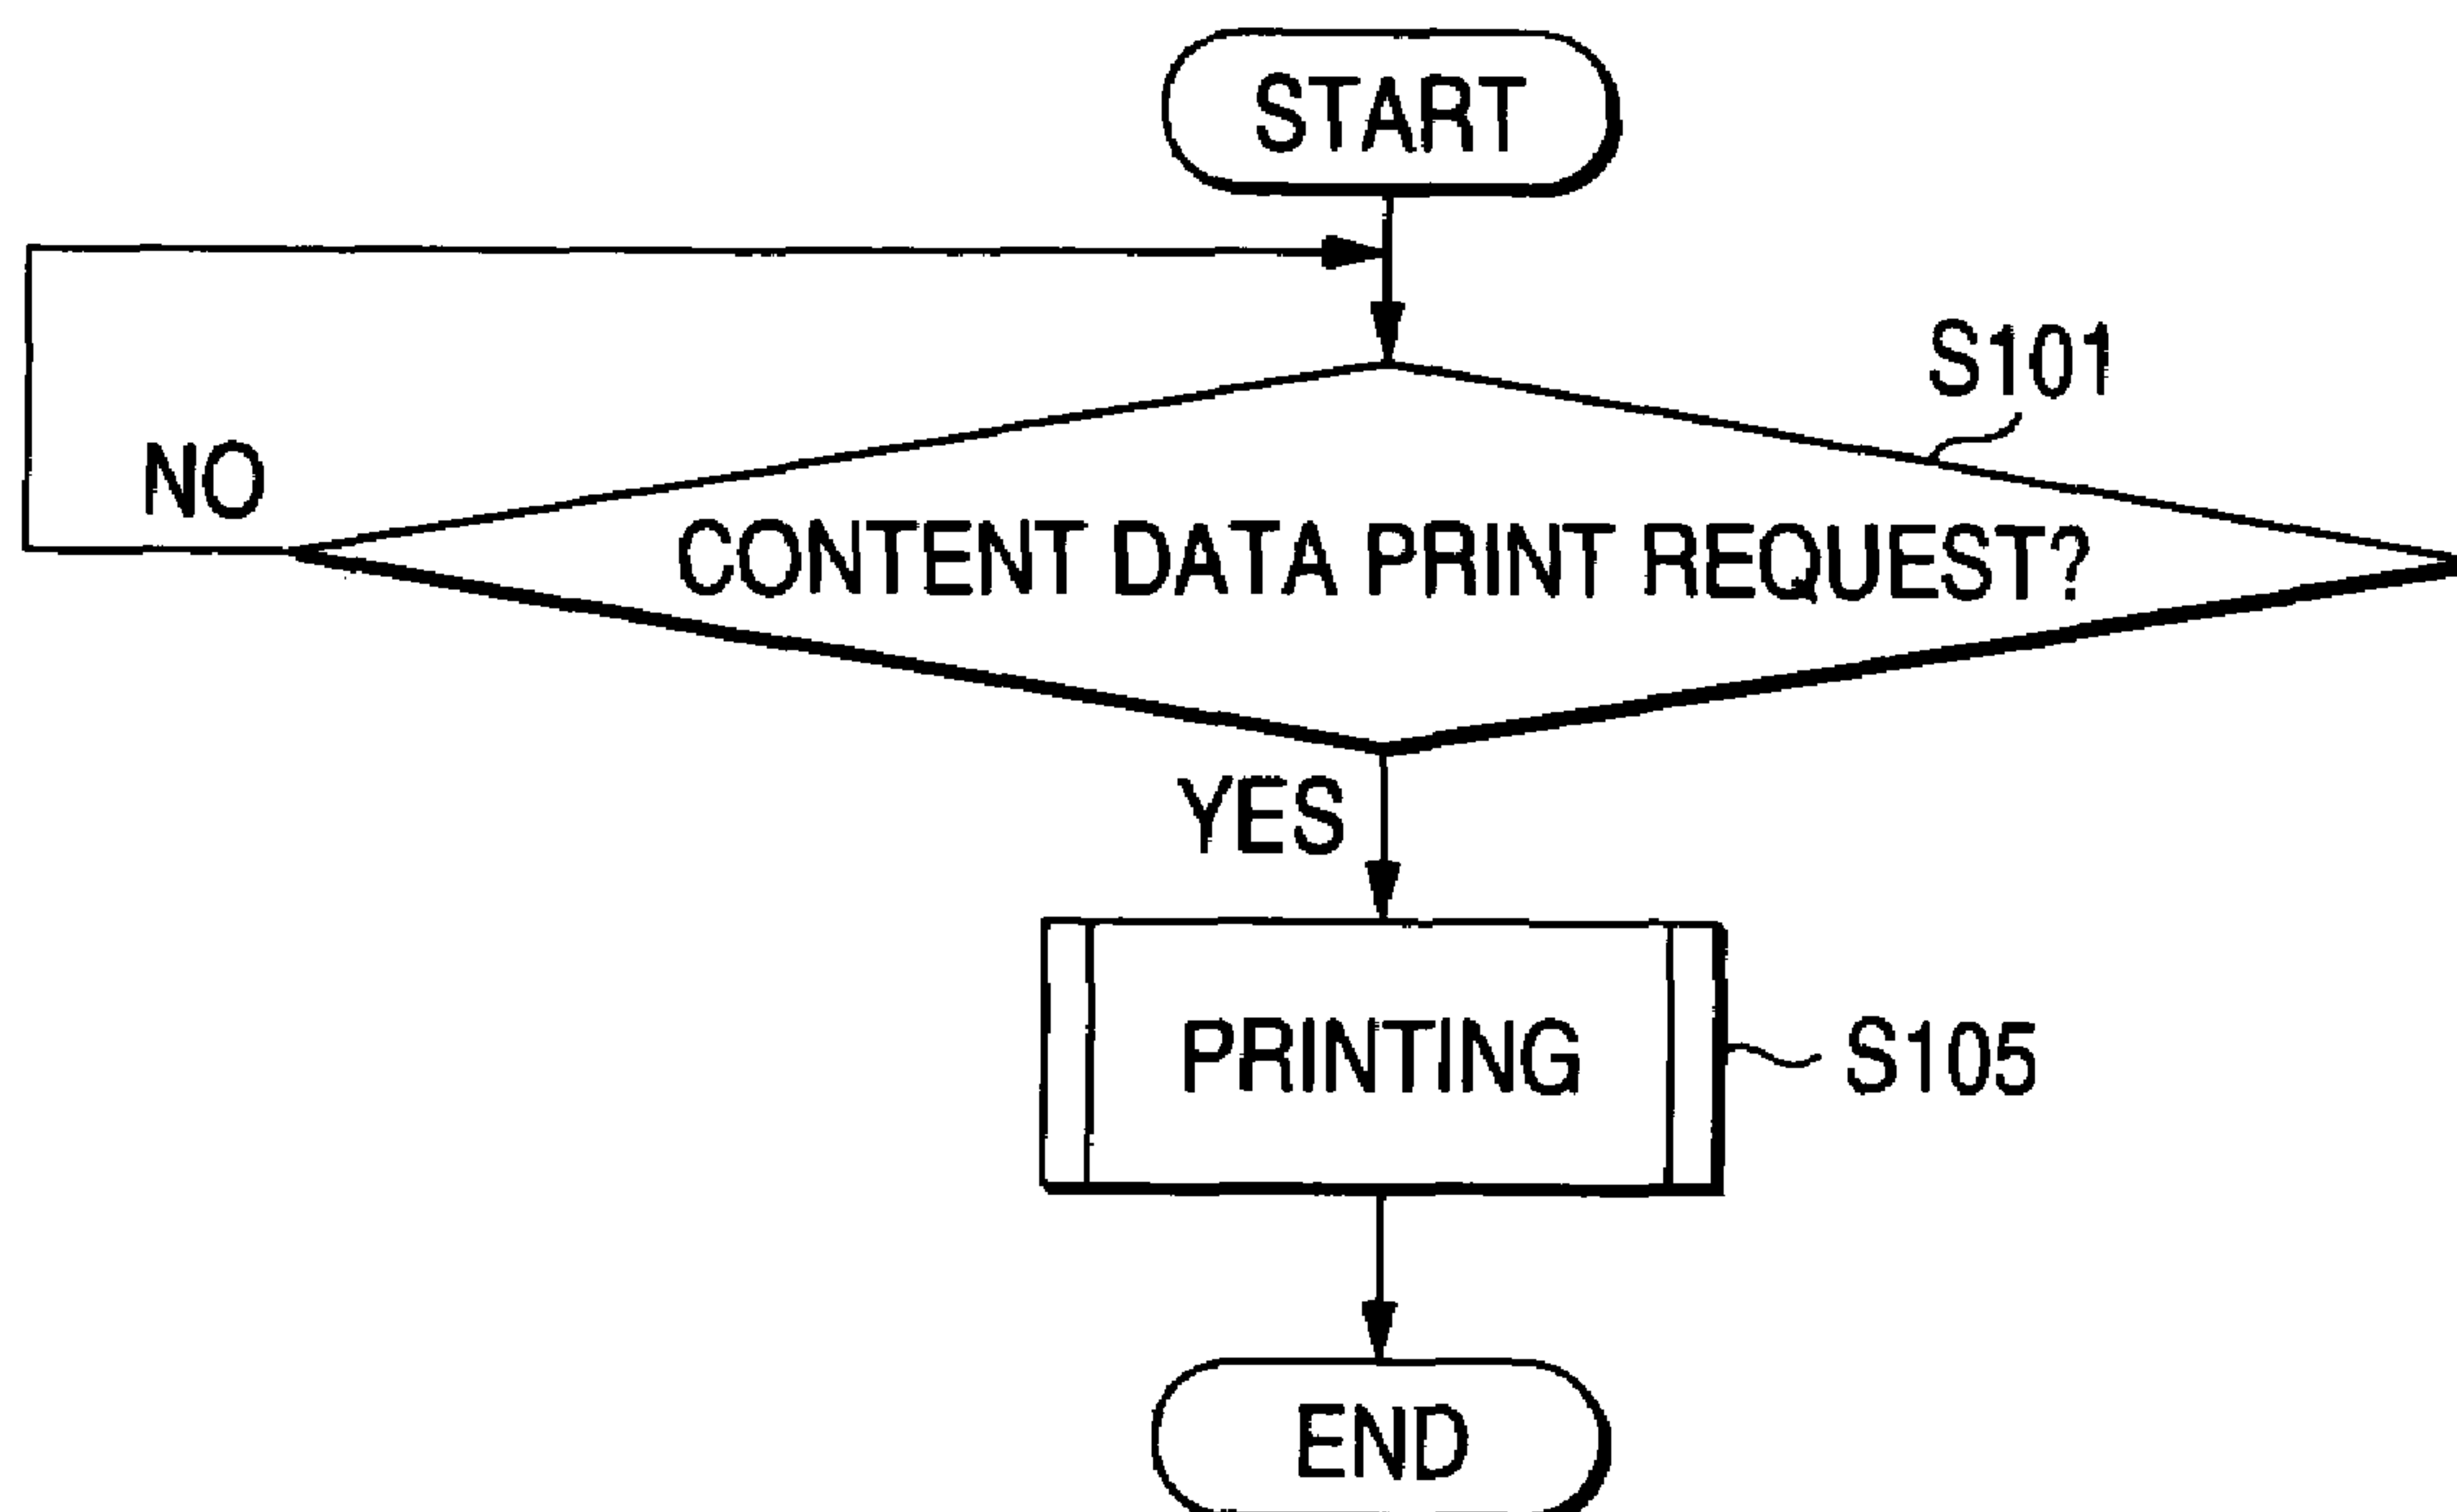 START
S101
NO
CONTENT DATA PRINT REQUEST?
YES
PRINTING
S105
END